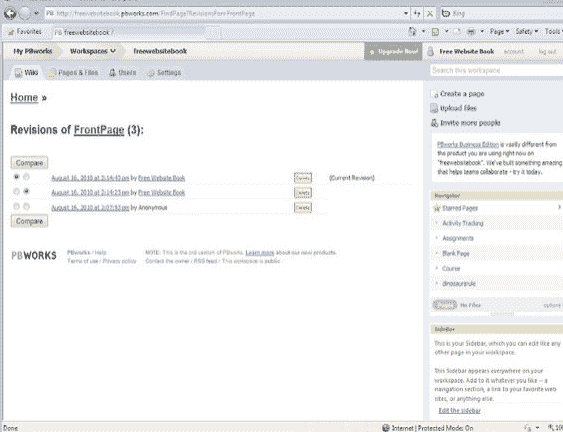 http://freewebsitebook.pbworks.com/FindPage?RevisionsFor=FrontPage
Bing
Favorites
freewebsitebook /
Page
Safety
Tools
My PBworks
Workspaces
freewebsitebook
Upgrade Now!
Free Website Book
account
log out
Wiki
Pages & Files
Users
Settings
Search this workspace
Home »
Create a page
Upload files
Invite more people
Revisions of FrontPage (3):
PBworks Business Edition is vastly different
from the product you are using right now on
"freewebsitebook". We've built something amazing
that helps teams collaborate - try it today.
Compare
August 16, 2010 at 2:14:43 pm by Free Website Book
Delete
(Current Revision)
August 16, 2010 at 2:14:23 pm by Free Website Book
Delete
August 16, 2010 at 2:07:52 pm by Anonymous
Delete
Compare
Navigator
Starred Pages
Activity Tracking
Assignments
Blank Page
Course
dinosaursrule
Pages
My Files
options
PBWORKS
PBworks / Help
Terms of use / Privacy policy
NOTE: This is the old version of PBworks. Learn more about our new products.
Contact the owner / RSS feed / This workspace is public
SideBar
This is your Sidebar, which you can edit like any
other page in your workspace.
This Sidebar appears everywhere on your
workspace. Add to it whatever you like -- a
navigation section, a link to your favorite web
sites, or anything else.
Edit the sidebar
Done
Internet | Protected Mode: On